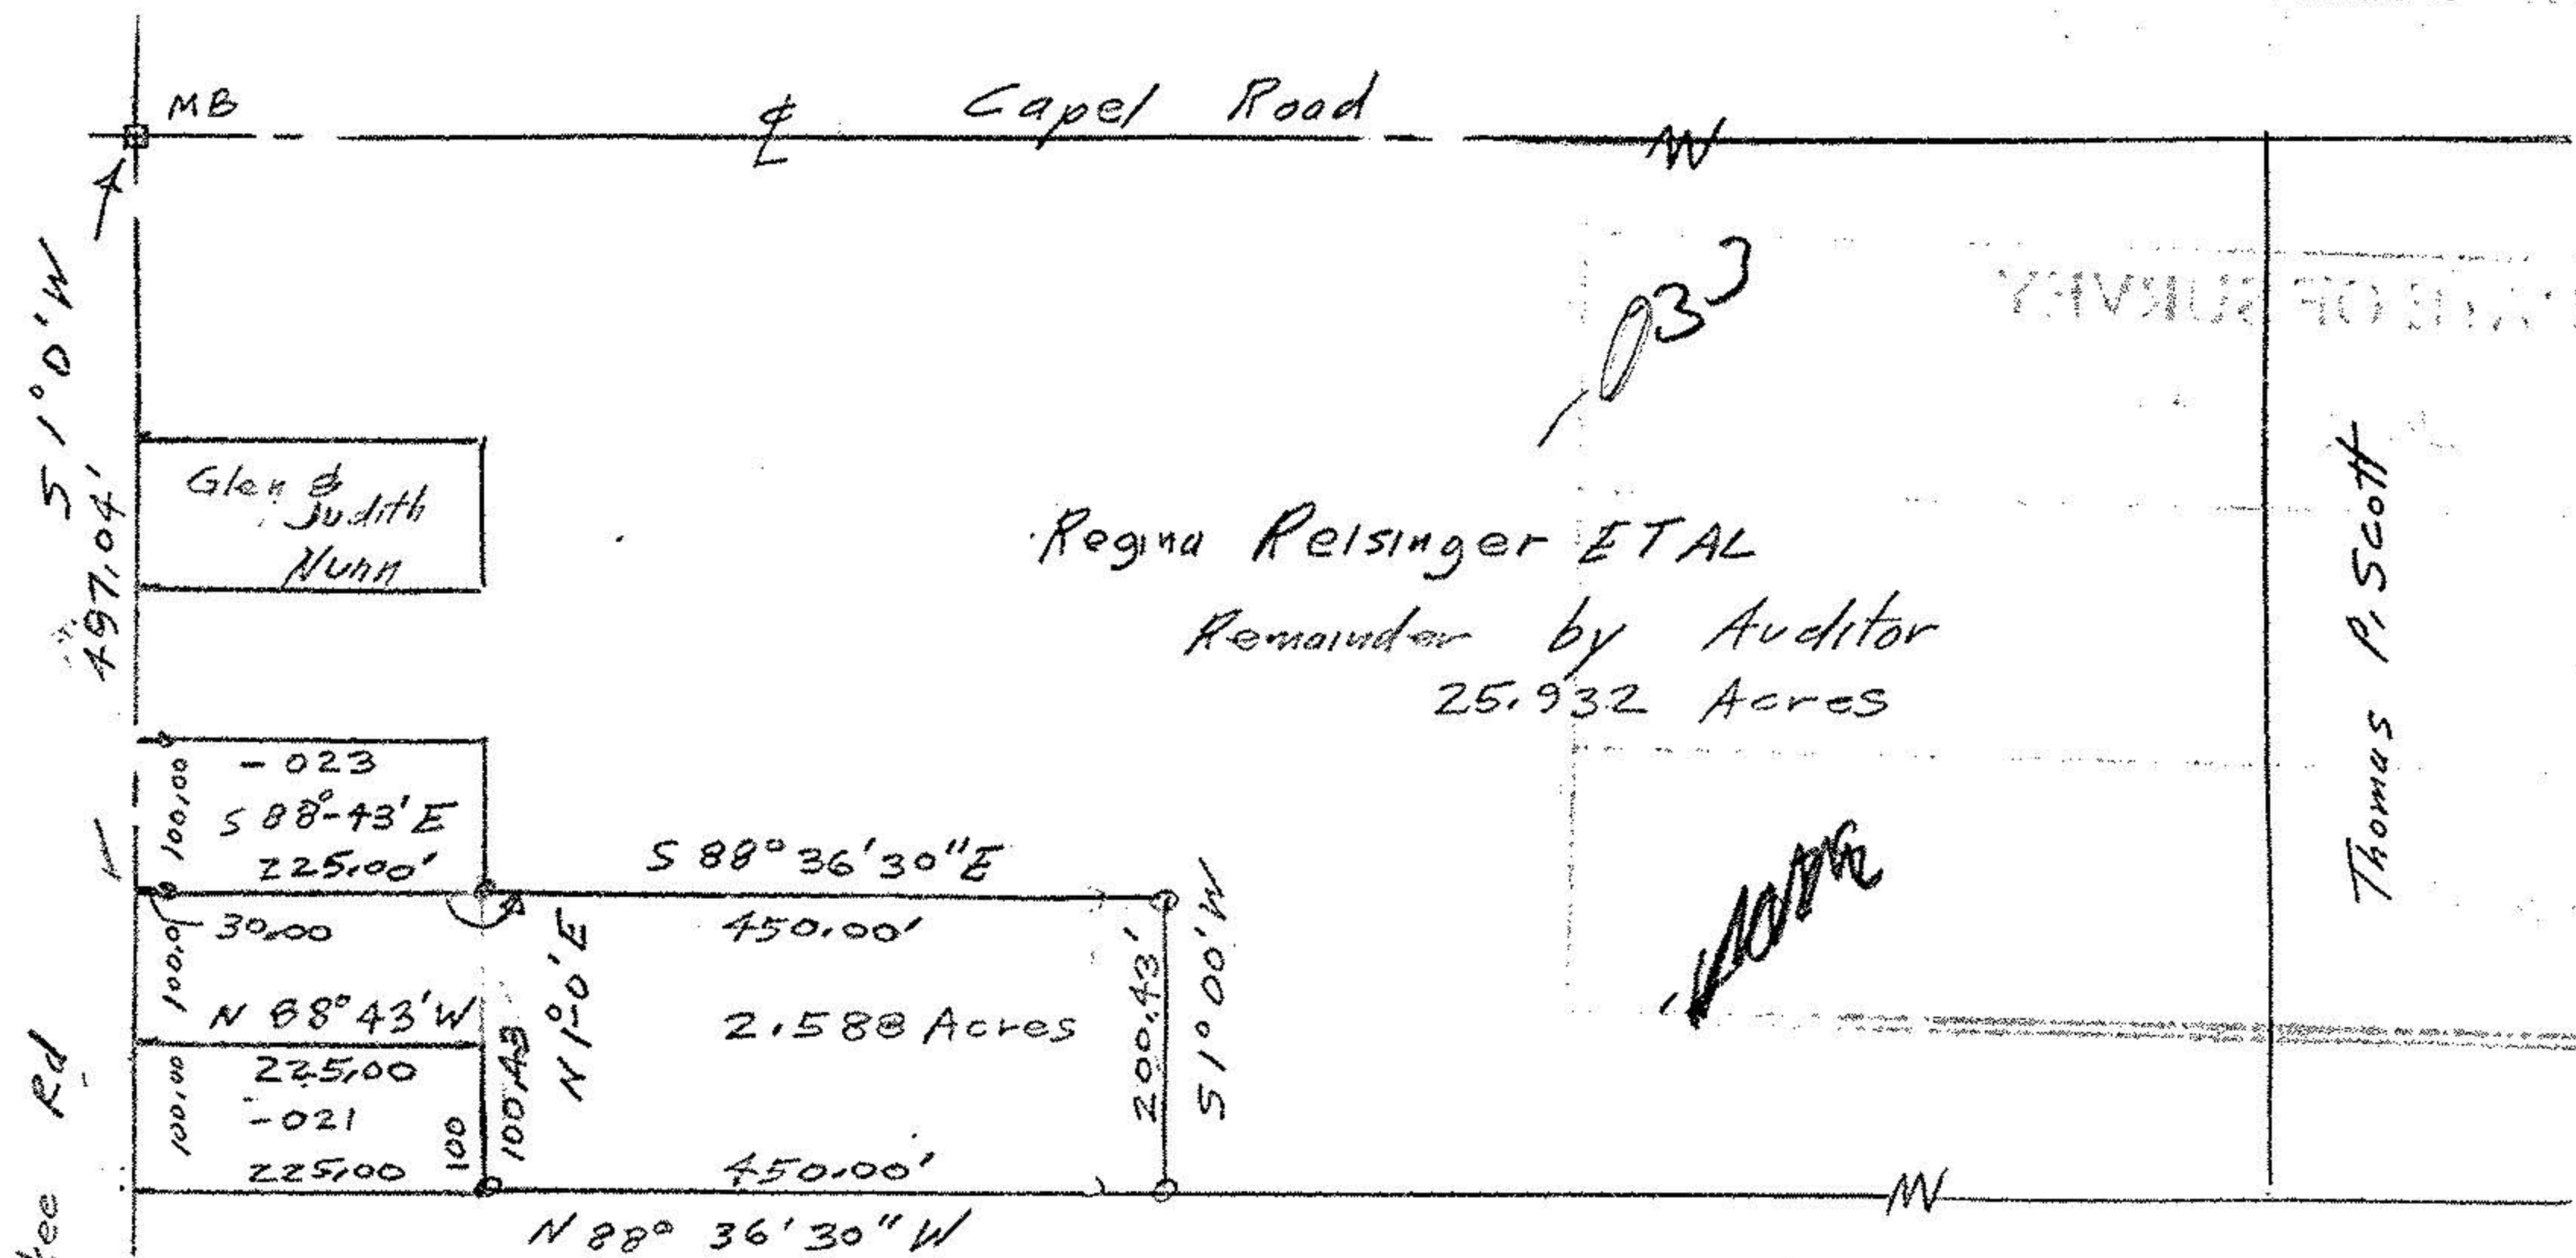 MB
℄
Capel Road
S 1° 0' W
497.04'
Glen &
Judith
Nunn
.033
Regina Reisinger ETAL
Remainder by Auditor
25.932 Acres
Thomas P. Scott
- 023
100.00
S 88°-43' E
225.00'
S 88° 36' 30" E
450.00'
30.00
100.0
N 88° 43' W
N 1°-0' E
2.588 Acres
200.43'
S 1° 00' W
225.00
100.00
- 021
100
100.43
225.00
450.00'
N 88° 36' 30" W
Rd